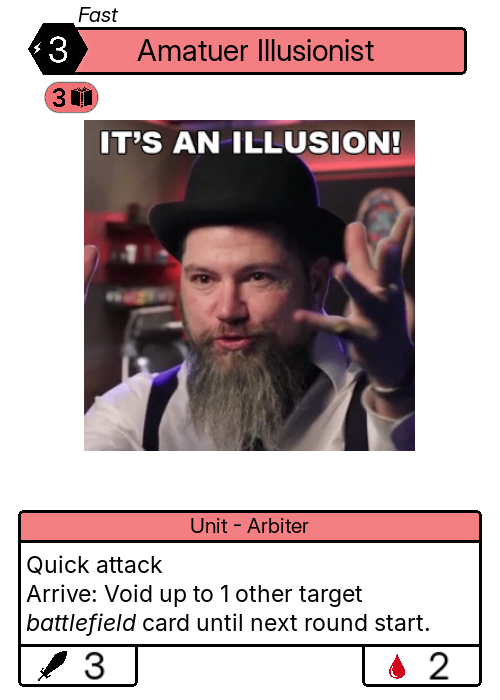 Fast
3 Amatuer Illusionist
3
IT'S AN ILLUSION!
Unit - Arbiter
Quick attack
Arrive: Void up to 1 other target
battlefield card until next round start.
3 2